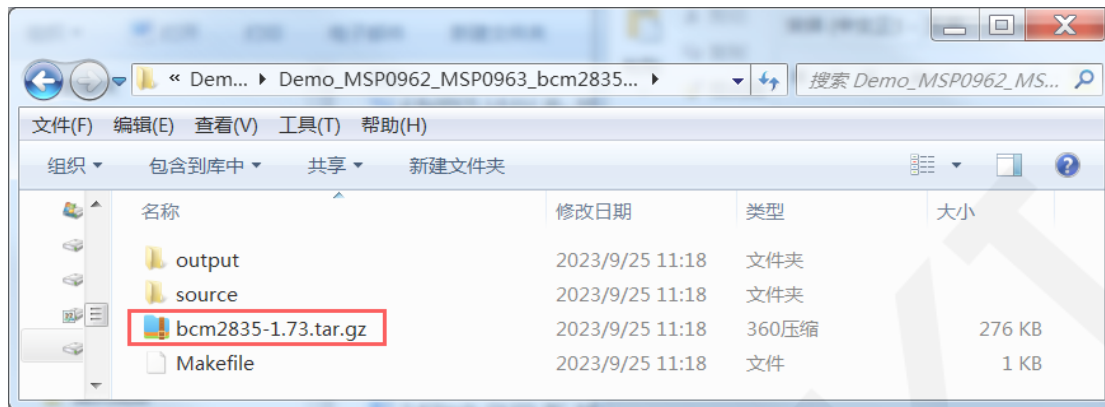 « Dem... ▸ Demo_MSP0962_MSP0963_bcm2835... ▸ 搜索 Demo_MSP0962_MS...
文件(F) 编辑(E) 查看(V) 工具(T) 帮助(H)
组织 包含到库中 共享 新建文件夹
名称 修改日期 类型 大小
output 2023/9/25 11:18 文件夹
source 2023/9/25 11:18 文件夹
bcm2835-1.73.tar.gz 2023/9/25 11:18 360压缩 276 KB
Makefile 2023/9/25 11:18 文件 1 KB